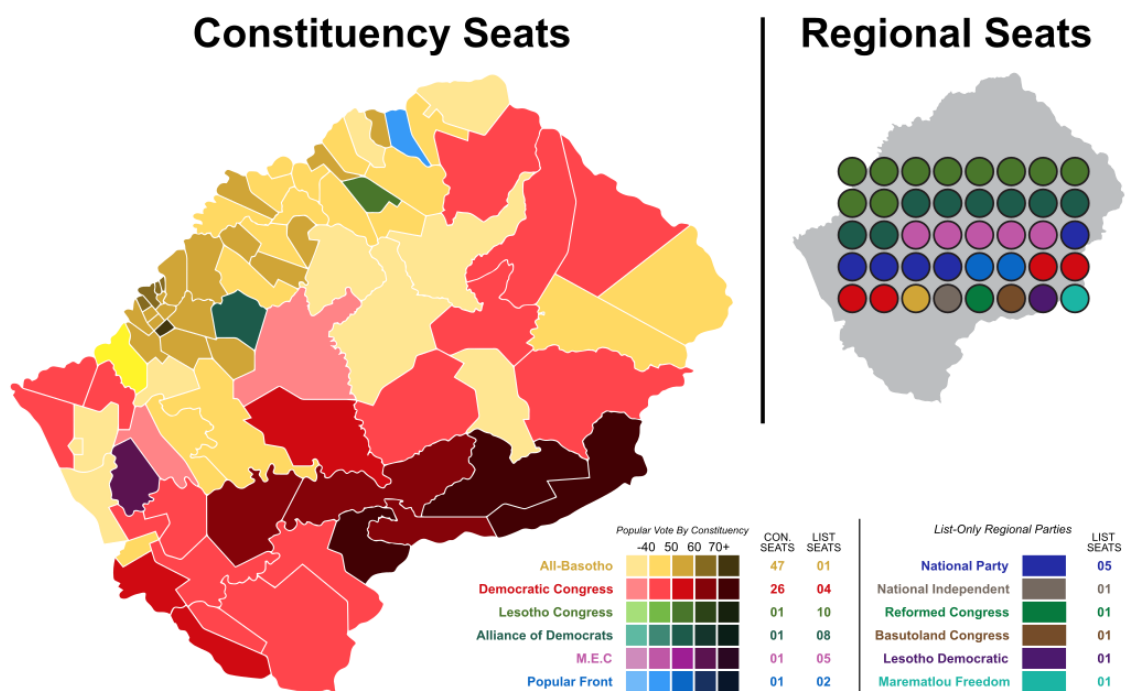 Constituency Seats
Regional Seats
Popular Vote By Constituency
-40 50 60 70+
CON. SEATS
LIST SEATS
All-Basotho 47 01
Democratic Congress 26 04
Lesotho Congress 01 10
Alliance of Democrats 01 08
M.E.C 01 05
Popular Front 01 02
List-Only Regional Parties
LIST SEATS
National Party 05
National Independent 01
Reformed Congress 01
Basutoland Congress 01
Lesotho Democratic 01
Marematlou Freedom 01